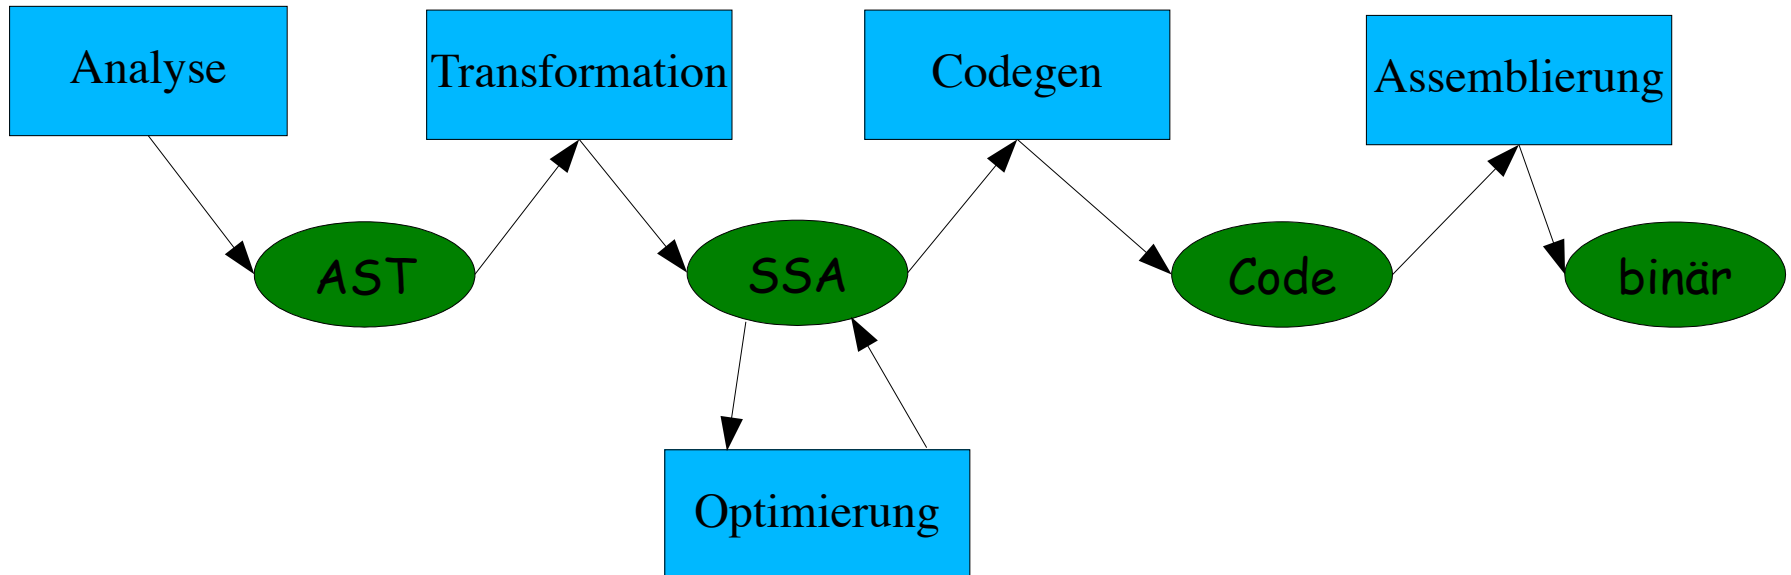 Analyse
Transformation
Codegen
Assemblierung
AST
SSA
Code
binär
Optimierung